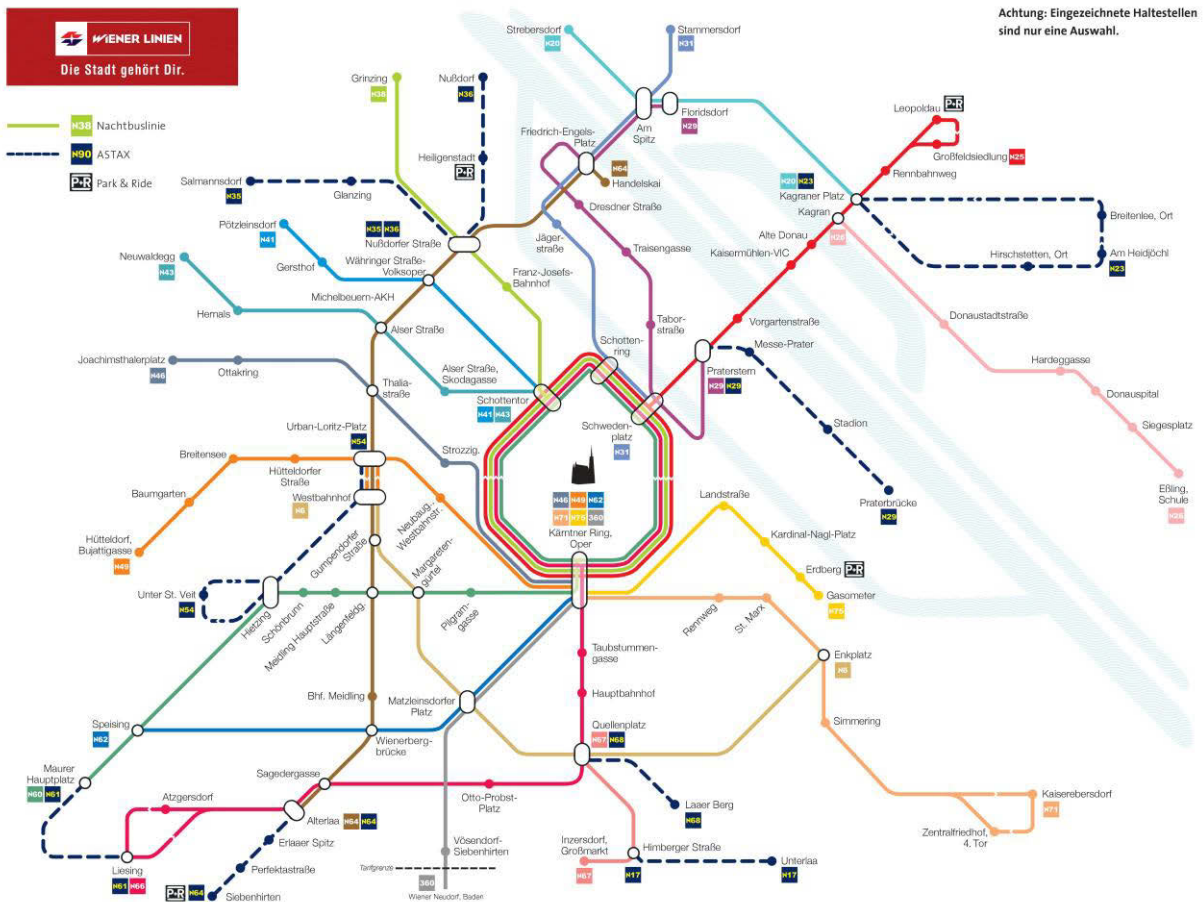 Achtung: Eingezeichnete Haltestellen
sind nur eine Auswahl.
WIENER LINIEN
Die Stadt gehört Dir.
N38 Nachtbuslinie
N90 ASTAX
P+R Park & Ride
Strebersdorf
N20
Stammersdorf
N31
Grinzing
N38
Nußdorf
N36
Am
Spitz
Floridsdorf
N29
Leopoldau P+R
Großfeldsiedlung N25
Rennbahnweg
Friedrich-Engels-
Platz
N64
Handelskai
Heiligenstadt
P+R
Salmannsdorf
N35
Glanzing
N20 N23
Kagraner Platz
Kagran
N26
Breitenlee, Ort
Am Heidjöchl
N23
Hirschstetten, Ort
Dresdner Straße
Pötzleinsdorf
N41
Gersthof
N35 N36
Nußdorfer Straße
Währinger Straße-
Volksoper
Jäger-
straße
Traisengasse
Alte Donau
Kaisermühlen-VIC
Neuwaldegg
N43
Hernals
Michelbeuern-AKH
Franz-Josefs-
Bahnhof
Alser Straße
Vorgartenstraße
Messe-Prater
Donaustadtstraße
Tabor-
straße
Schotten-
ring
Praterstern
N29 N29
Hardeggasse
Donauspital
Siegesplatz
Eßling,
Schule
N26
Joachimsthalerplatz
N46
Ottakring
Thalia-
straße
Alser Straße,
Skodagasse
Schottentor
N41 N43
Schweden-
platz
N31
Stadion
Praterbrücke
N29
Urban-Loritz-Platz
N54
Strozzig.
Breitensee
Hütteldorfer
Straße
Baumgarten
Westbahnhof
N6
Hütteldorf,
Bujattigasse
N49
Neubaug.,
Westbahnstr.
N46 N49 N62
N71 N75 360
Kärntner Ring,
Oper
Landstraße
Kardinal-Nagl-Platz
Erdberg P+R
Gasometer
N75
Gumpendorfer
Straße
Margareten-
gürtel
Unter St. Veit
N54
Hietzing
Schönbrunn
Meidling Hauptstraße
Längenfeldg.
Pilgram-
gasse
Rennweg
St. Marx
Taubstummen-
gasse
Enkplatz
N6
Bhf. Meidling
Matzleinsdorfer
Platz
Hauptbahnhof
Speising
N62
Wienerberg-
brücke
Quellenplatz
N67 N68
Simmering
Maurer
Hauptplatz
N60 N61
Sagedergasse
Atzgersdorf
Otto-Probst-
Platz
Laaer Berg
N68
Kaiserebersdorf
N71
Alterlaa N64 N64
Zentralfriedhof,
4. Tor
Erlaaer Spitz
Perfektastraße
Vösendorf-
Siebenhirten
Inzersdorf,
Großmarkt
N67
Himberger Straße
N17
Unterlaa
N17
Liesing
N61 N66
P+R N64
Siebenhirten
Tarifgrenze
360
Wiener Neudorf, Baden